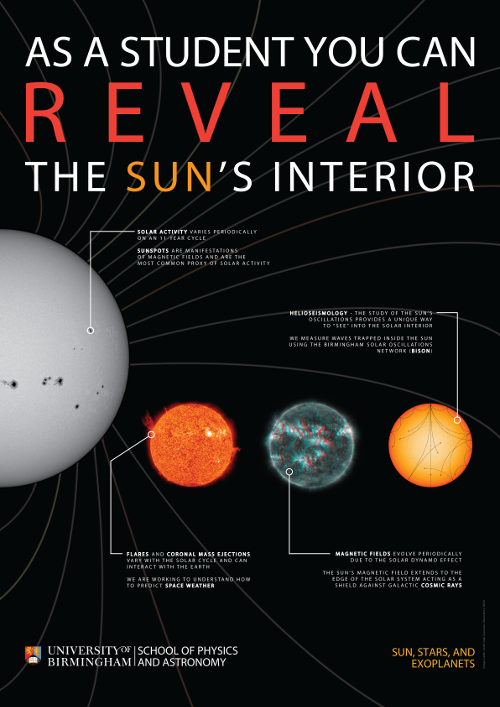 AS A STUDENT YOU CAN
REVEAL
THE SUN'S INTERIOR
SOLAR ACTIVITY VARIES PERIODICALLY
ON AN 11 YEAR CYCLE
SUNSPOTS ARE MANIFESTATIONS
OF MAGNETIC FIELDS AND ARE THE
MOST COMMON PROXY OF SOLAR ACTIVITY
HELIOSEISMOLOGY - THE STUDY OF THE SUN'S
OSCILLATIONS PROVIDES A UNIQUE WAY
TO "SEE" INTO THE SOLAR INTERIOR
WE MEASURE WAVES TRAPPED INSIDE THE SUN
USING THE BIRMINGHAM SOLAR OSCILLATIONS
NETWORK (BISON)
FLARES AND CORONAL MASS EJECTIONS
VARY WITH THE SOLAR CYCLE AND CAN
INTERACT WITH THE EARTH
WE ARE WORKING TO UNDERSTAND HOW
TO PREDICT SPACE WEATHER
MAGNETIC FIELDS EVOLVE PERIODICALLY
DUE TO THE SOLAR DYNAMO EFFECT
THE SUN'S MAGNETIC FIELD EXTENDS TO THE
EDGE OF THE SOLAR SYSTEM ACTING AS A
SHIELD AGAINST GALACTIC COSMIC RAYS
UNIVERSITY OF
BIRMINGHAM
SCHOOL OF PHYSICS
AND ASTRONOMY
SUN, STARS, AND
EXOPLANETS